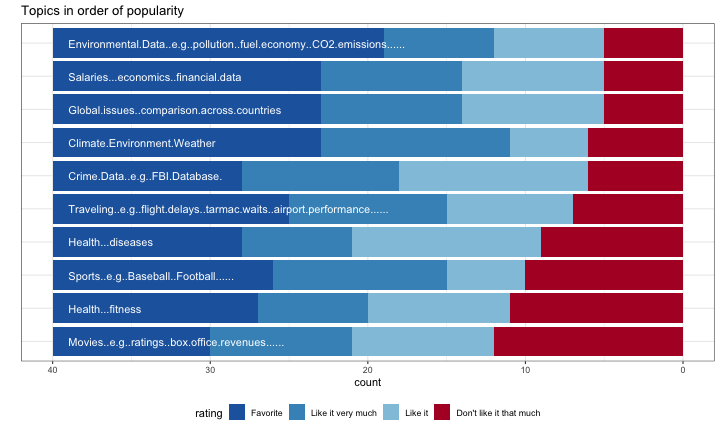 Topics in order of popularity
Environmental.Data..e.g..pollution..fuel.economy..CO2.emissions......
Salaries...economics..financial.data
Global.issues..comparison.across.countries
Climate.Environment.Weather
Crime.Data..e.g..FBI.Database.
Traveling..e.g..flight.delays..tarmac.waits..airport.performance......
Health...diseases
Sports..e.g..Baseball..Football......
Health...fitness
Movies..e.g..ratings..box.office.revenues......
40 30 20 10 0
count
rating Favorite Like it very much Like it Don't like it that much